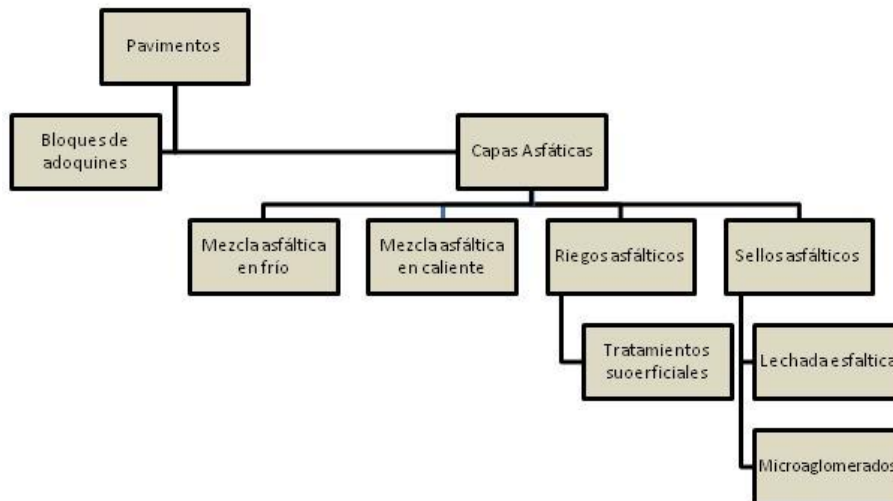 Pavimentos
Bloques de
adoquines
Capas Asfáticas
Mezcla asfáltica
en frío
Mezcla asfáltica
en caliente
Riegos asfálticos
Sellos asfálticos
Tratamientos
suoerficiales
Lechada esfaltica
Microaglomerados